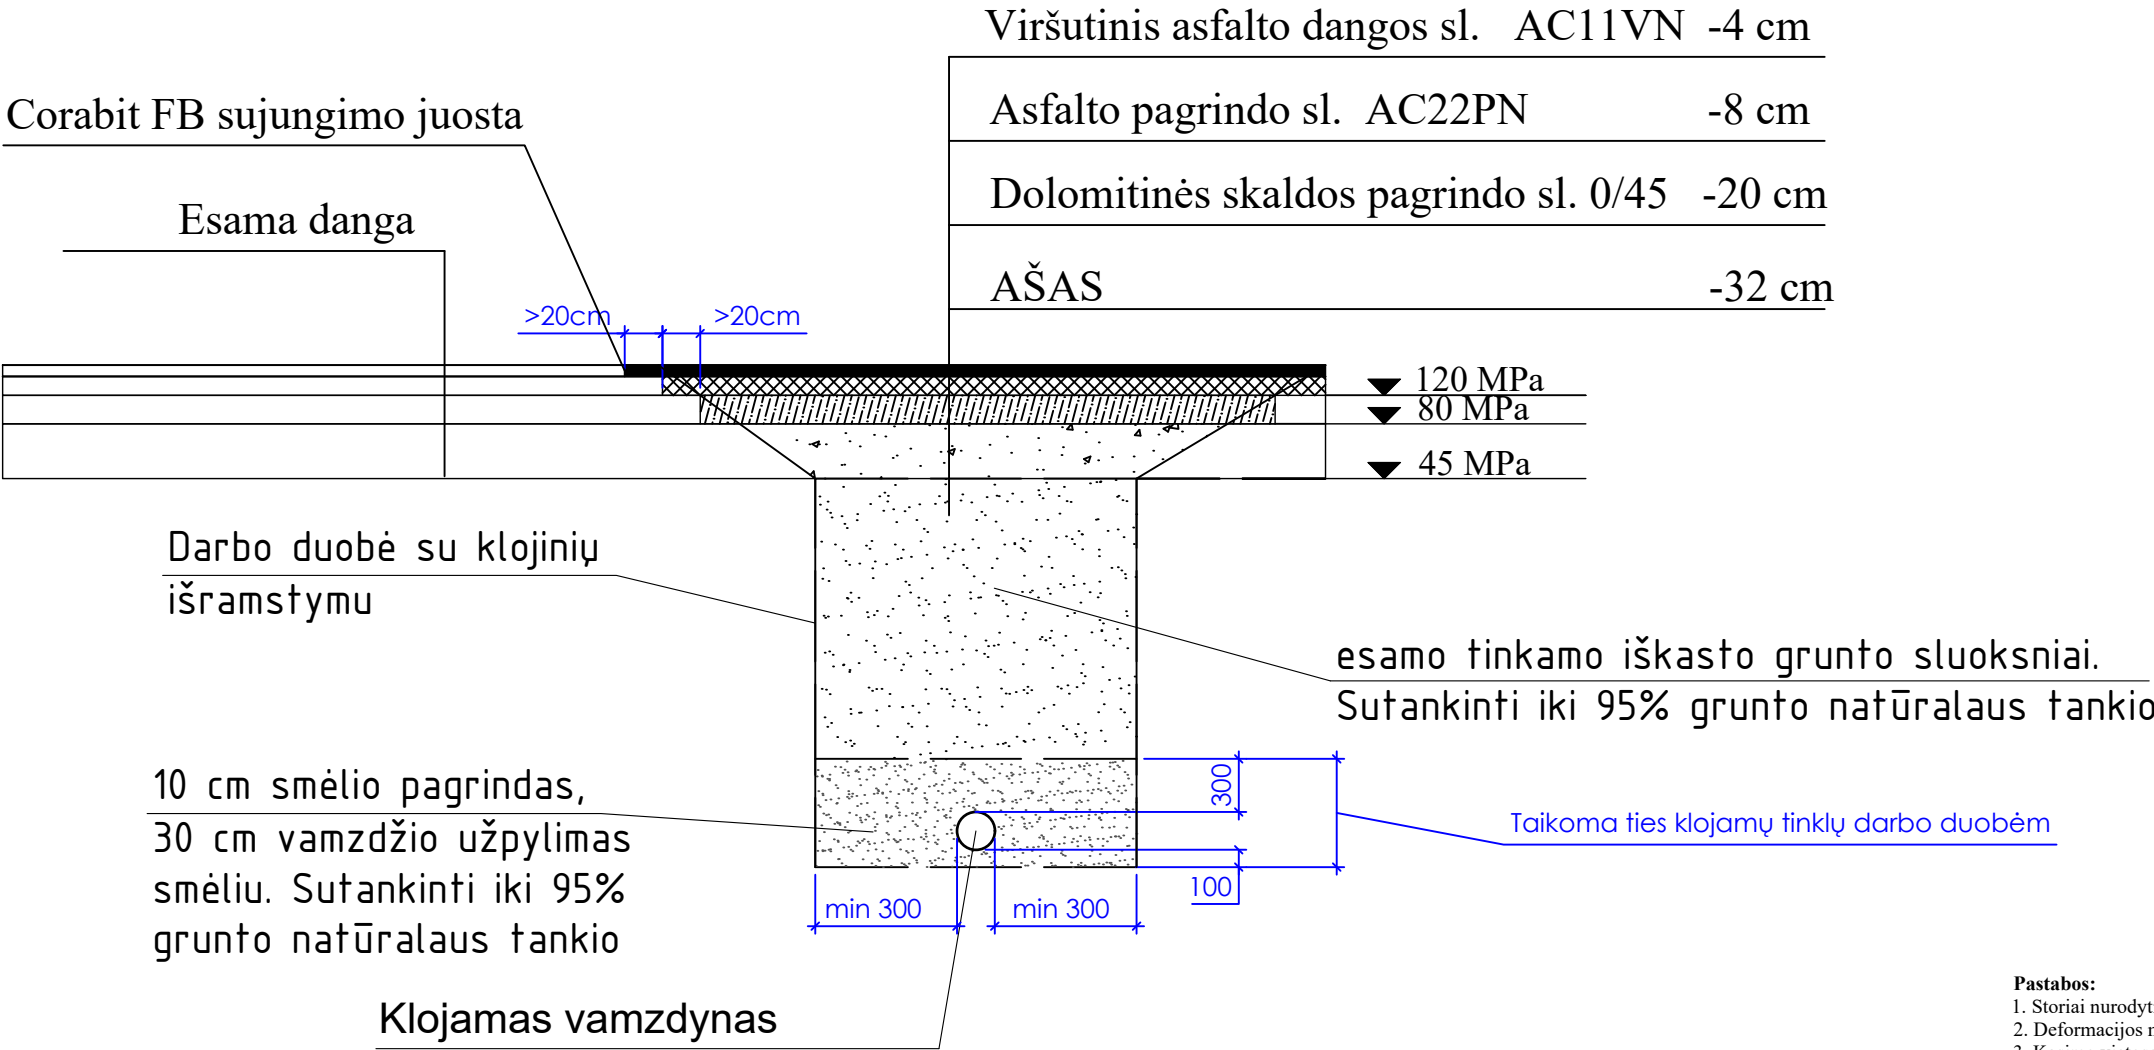 Viršutinis asfalto dangos sl. AC11VN -4 cm
Asfalto pagrindo sl. AC22PN -8 cm
Corabit FB sujungimo juosta
Dolomitinės skaldos pagrindo sl. 0/45 -20 cm
Esama danga
AŠAS -32 cm
>20cm >20cm
120 MPa
80 MPa
45 MPa
Darbo duobė su klojinių
išramstymu
esamo tinkamo iškasto grunto sluoksniai.
Sutankinti iki 95% grunto natūralaus tankio
10 cm smėlio pagrindas,
30 cm vamzdžio užpylimas
smėliu. Sutankinti iki 95%
grunto natūralaus tankio
300
Taikoma ties klojamų tinklų darbo duobėm
100
min 300 min 300
Klojamas vamzdynas
Pastabos:
1. Storiai
2. Deformacijos